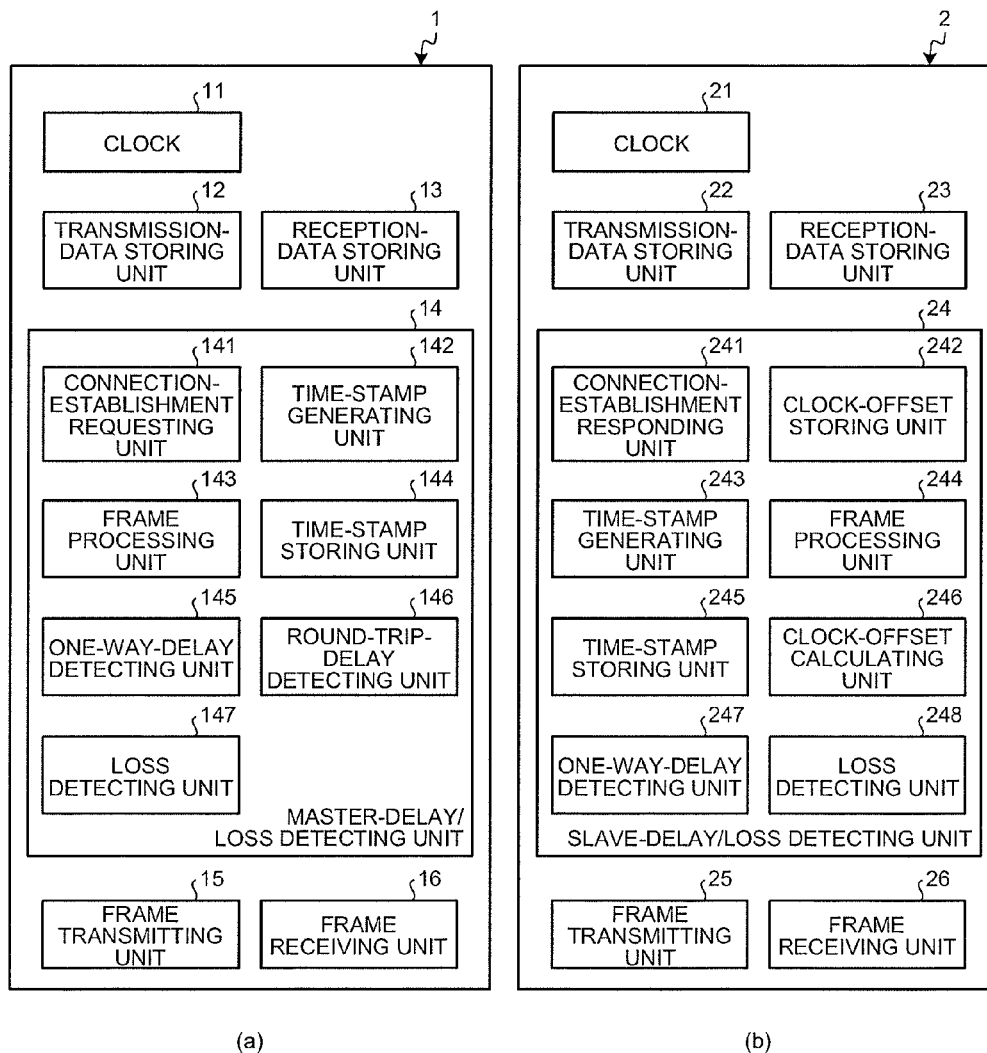 1
11
CLOCK
12
TRANSMISSION-
DATA STORING
UNIT
13
RECEPTION-
DATA STORING
UNIT
14
141
CONNECTION-
ESTABLISHMENT
REQUESTING
UNIT
142
TIME-STAMP
GENERATING
UNIT
143
FRAME
PROCESSING
UNIT
144
TIME-STAMP
STORING UNIT
145
ONE-WAY-DELAY
DETECTING UNIT
146
ROUND-TRIP-
DELAY
DETECTING UNIT
147
LOSS
DETECTING UNIT
MASTER-DELAY/
LOSS DETECTING UNIT
15
FRAME
TRANSMITTING
UNIT
16
FRAME
RECEIVING UNIT
(a)
2
21
CLOCK
22
TRANSMISSION-
DATA STORING
UNIT
23
RECEPTION-
DATA STORING
UNIT
24
241
CONNECTION-
ESTABLISHMENT
RESPONDING
UNIT
242
CLOCK-OFFSET
STORING UNIT
243
TIME-STAMP
GENERATING
UNIT
244
FRAME
PROCESSING
UNIT
245
TIME-STAMP
STORING UNIT
246
CLOCK-OFFSET
CALCULATING
UNIT
247
ONE-WAY-DELAY
DETECTING UNIT
248
LOSS
DETECTING UNIT
SLAVE-DELAY/LOSS DETECTING UNIT
25
FRAME
TRANSMITTING
UNIT
26
FRAME
RECEIVING UNIT
(b)